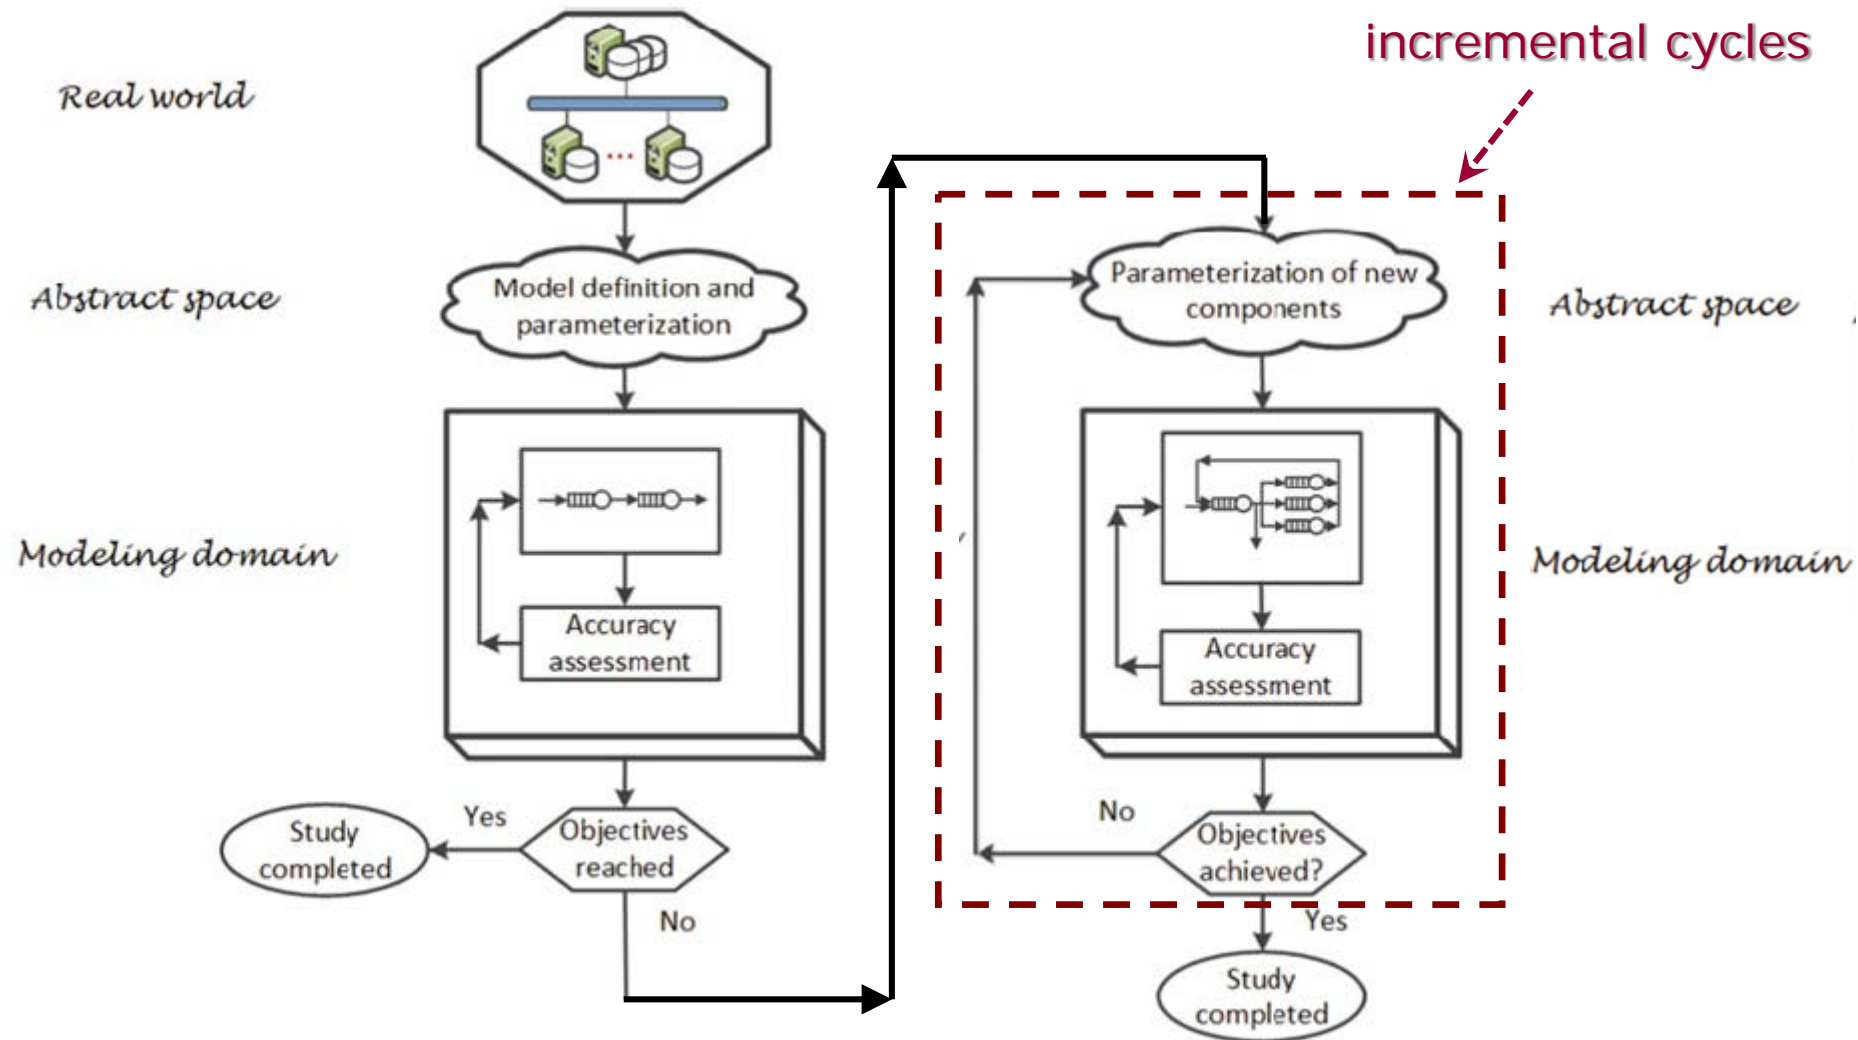 incremental cycles
Real world
Abstract space
Model definition and
parameterization
Modeling domain
Accuracy
assessment
Yes
Objectives
reached
Study
completed
No
Parameterization of new
components
Abstract space
Accuracy
assessment
Modeling domain
No
Objectives
achieved?
Yes
Study
completed